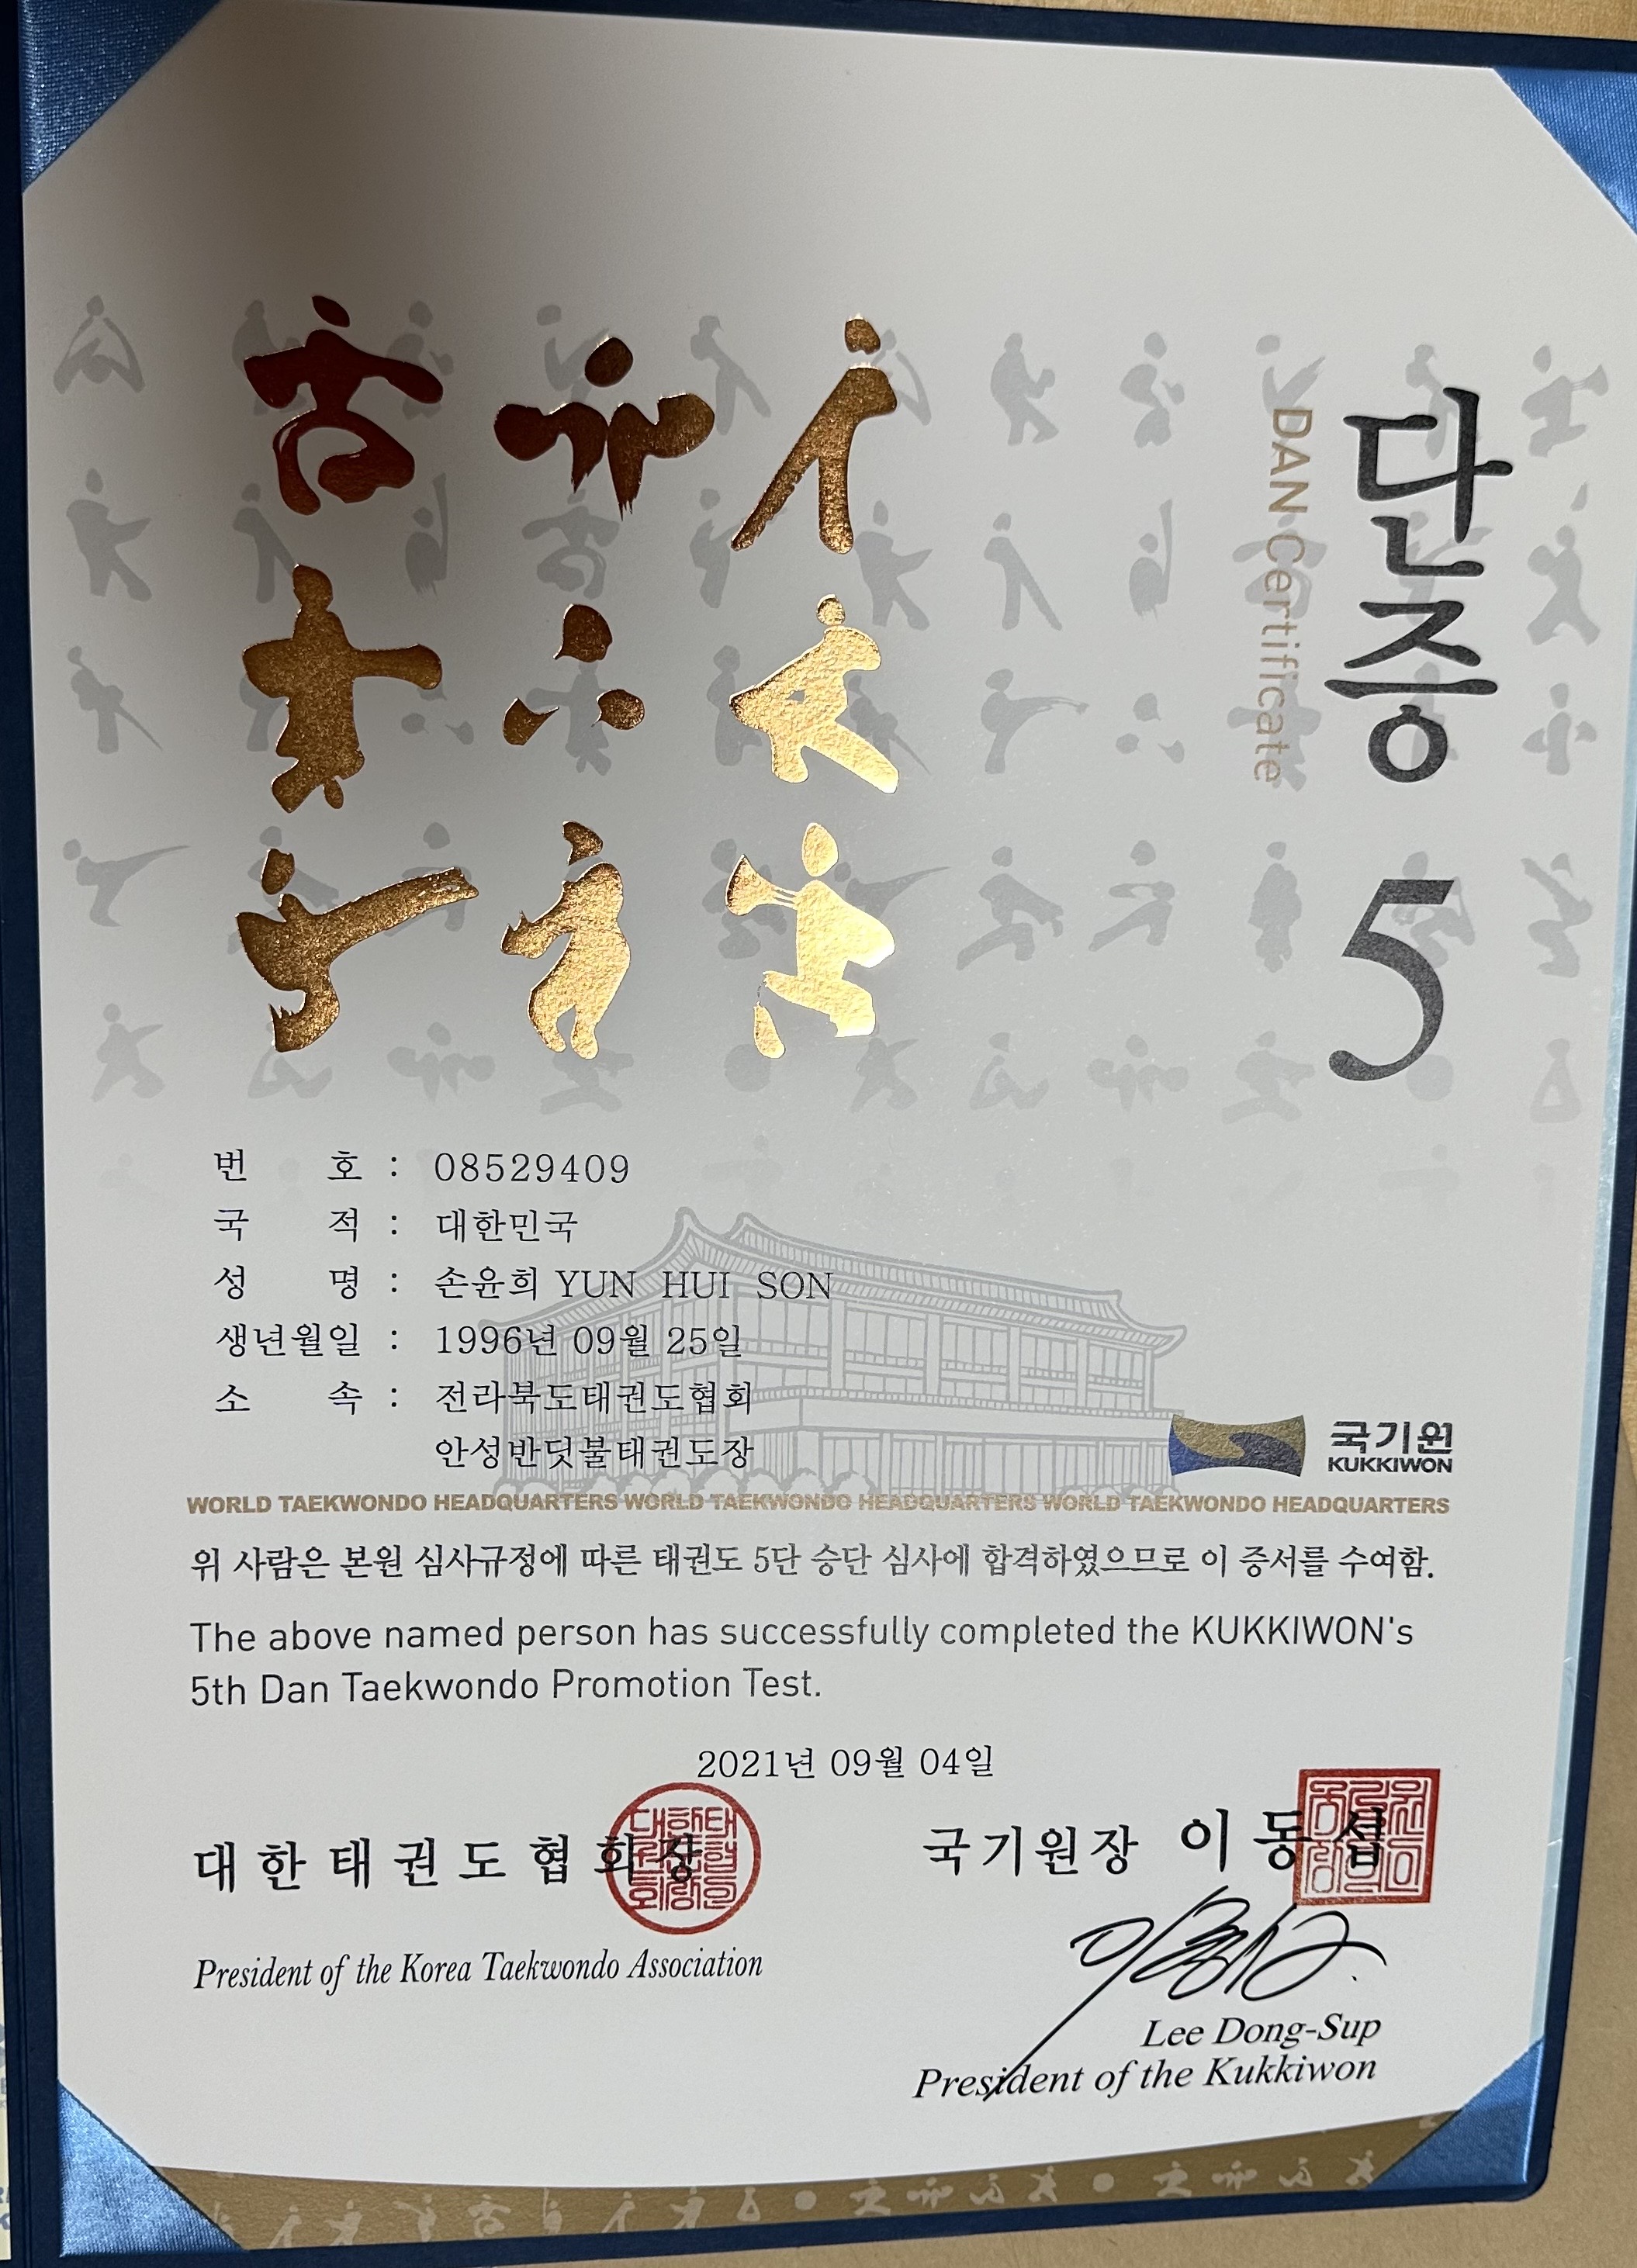 단증 5
DAN Certificate
번 호 : 08529409
국 적 : 대한민국
성 명 : 손윤희 YUN HUI SON
생년월일 : 1996년 09월 25일
소 속 : 전라북도태권도협회
안성반딧불태권도장
국기원
KUKKIWON
WORLD TAEKWONDO HEADQUARTERS WORLD TAEKWONDO HEADQUARTERS WORLD TAEKWONDO HEADQUARTERS
위 사람은 본원 심사규정에 따른 태권도 5단 승단 심사에 합격하였으므로 이 증서를 수여함.
The above named person has successfully completed the KUKKIWON's
5th Dan Taekwondo Promotion Test.
2021년 09월 04일
대한태권도협회장
President of the Korea Taekwondo Association
국기원장 이동섭
Lee Dong-Sup
President of the Kukkiwon